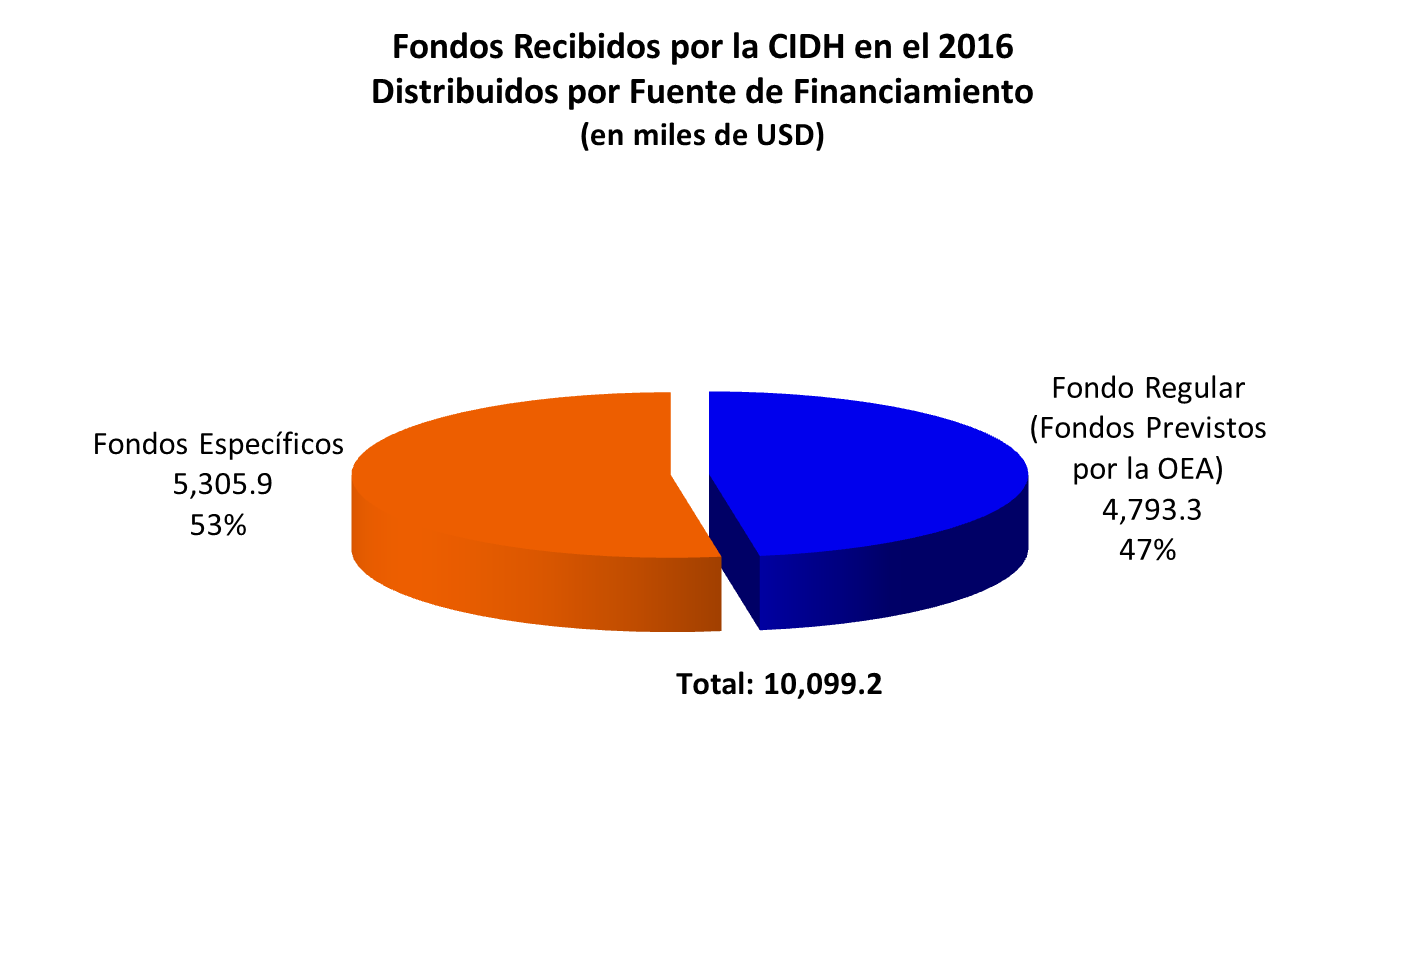 Fondos Recibidos por la CIDH en el 2016
Distribuidos por Fuente de Financiamiento
(en miles de USD)
Fondos Específicos
5,305.9
53%
Fondo Regular
(Fondos Previstos
por la OEA)
4,793.3
47%
Total: 10,099.2